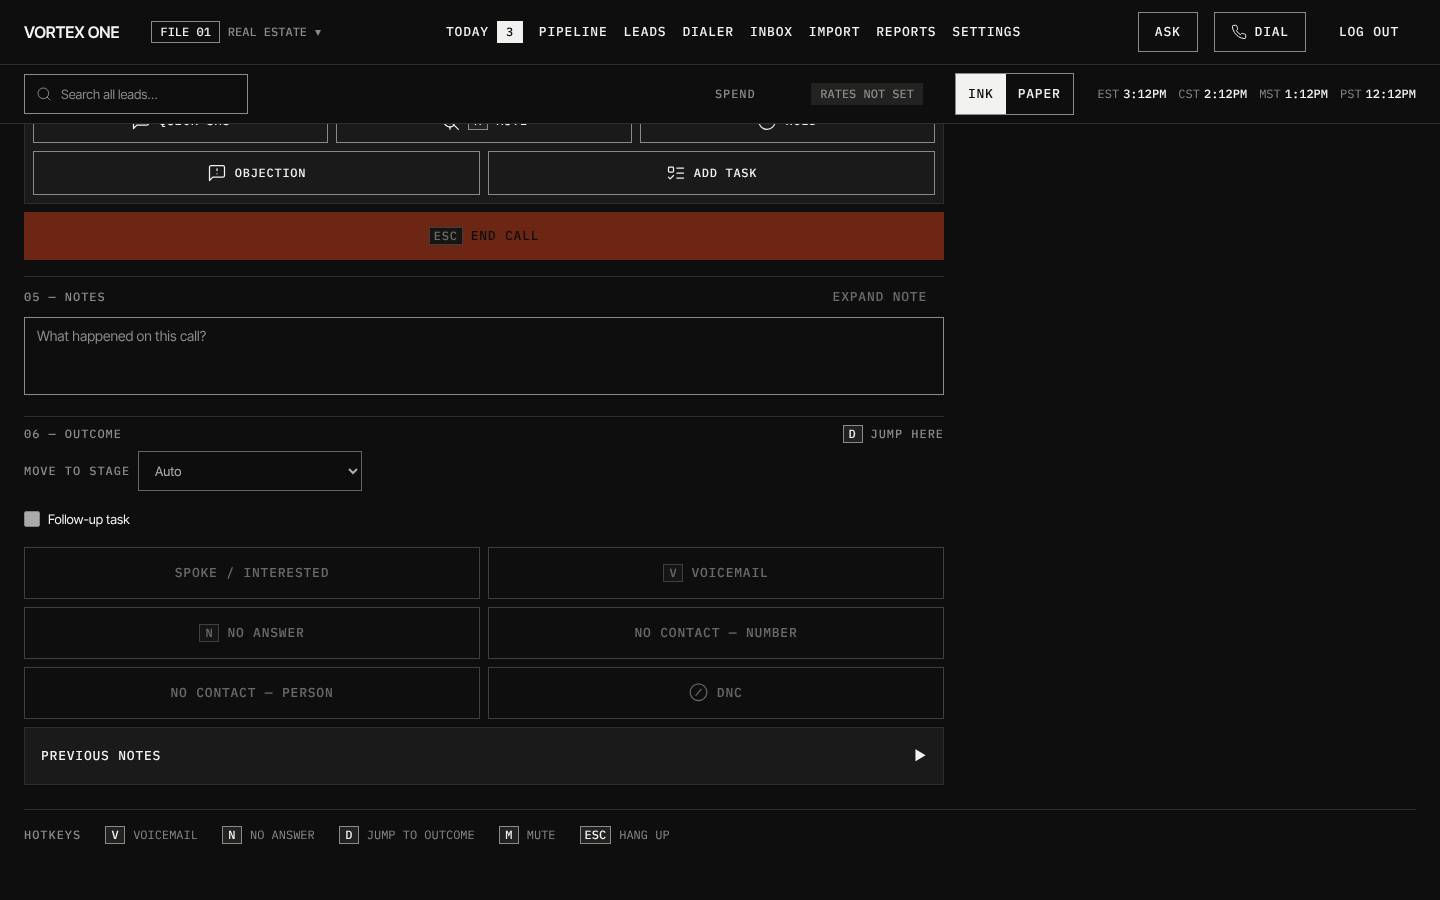 VORTEX ONE FILE 01 REAL ESTATE ▾ TODAY 3 PIPELINE LEADS DIALER INBOX IMPORT REPORTS SETTINGS ASK DIAL LOG OUT
Search all leads... SPEND RATES NOT SET INK PAPER EST 3:12PM CST 2:12PM MST 1:12PM PST 12:12PM
OBJECTION ADD TASK
ESC END CALL
05 — NOTES EXPAND NOTE
What happened on this call?
06 — OUTCOME D JUMP HERE
MOVE TO STAGE Auto
Follow-up task
SPOKE / INTERESTED V VOICEMAIL
N NO ANSWER NO CONTACT — NUMBER
NO CONTACT — PERSON DNC
PREVIOUS NOTES ▶
HOTKEYS V VOICEMAIL N NO ANSWER D JUMP TO OUTCOME M MUTE ESC HANG UP